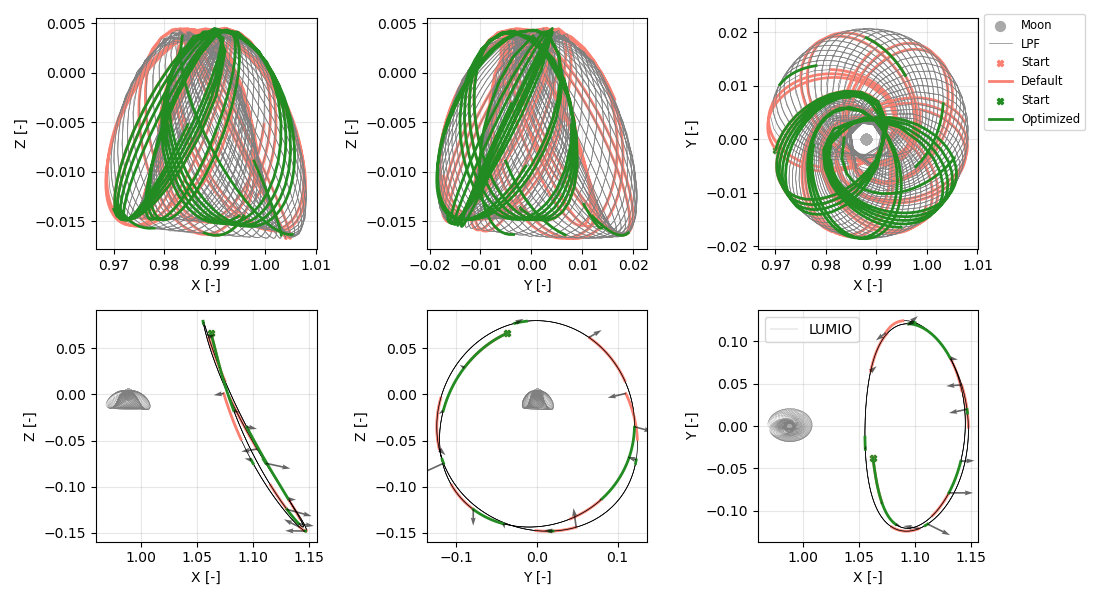 0.005
0.000
−0.005
−0.010
−0.015
Z [-]
0.97 0.98 0.99 1.00 1.01
X [-]
0.005
0.000
−0.005
−0.010
−0.015
Z [-]
−0.02 −0.01 0.00 0.01 0.02
Y [-]
0.02
0.01
0.00
−0.01
−0.02
Y [-]
0.97 0.98 0.99 1.00 1.01
X [-]
Moon
LPF
Start
Default
Start
Optimized
0.05
0.00
−0.05
−0.10
−0.15
Z [-]
1.00 1.05 1.10 1.15
X [-]
0.05
0.00
−0.05
−0.10
−0.15
Z [-]
−0.1 0.0 0.1
Y [-]
LUMIO
0.10
0.05
0.00
−0.05
−0.10
Y [-]
1.00 1.05 1.10 1.15
X [-]